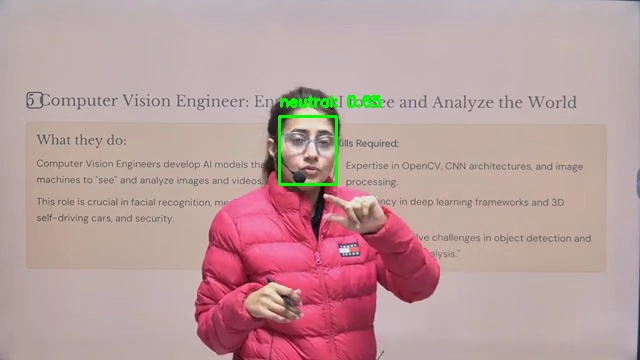 5 Computer Vision Engineer: En and Analyze the World
neutral: 0.
What they do:
Computer Vision Engineers develop AI models tha
machines to "see" and analyze images and videos.
This role is crucial in facial recognition, me
self-driving cars, and security.
ills Required:
Expertise in OpenCV, CNN architectures, and image
processing.
ency in deep learning frameworks and 3D
lve challenges in object detection and
alysis."
TOMMY
JEANS